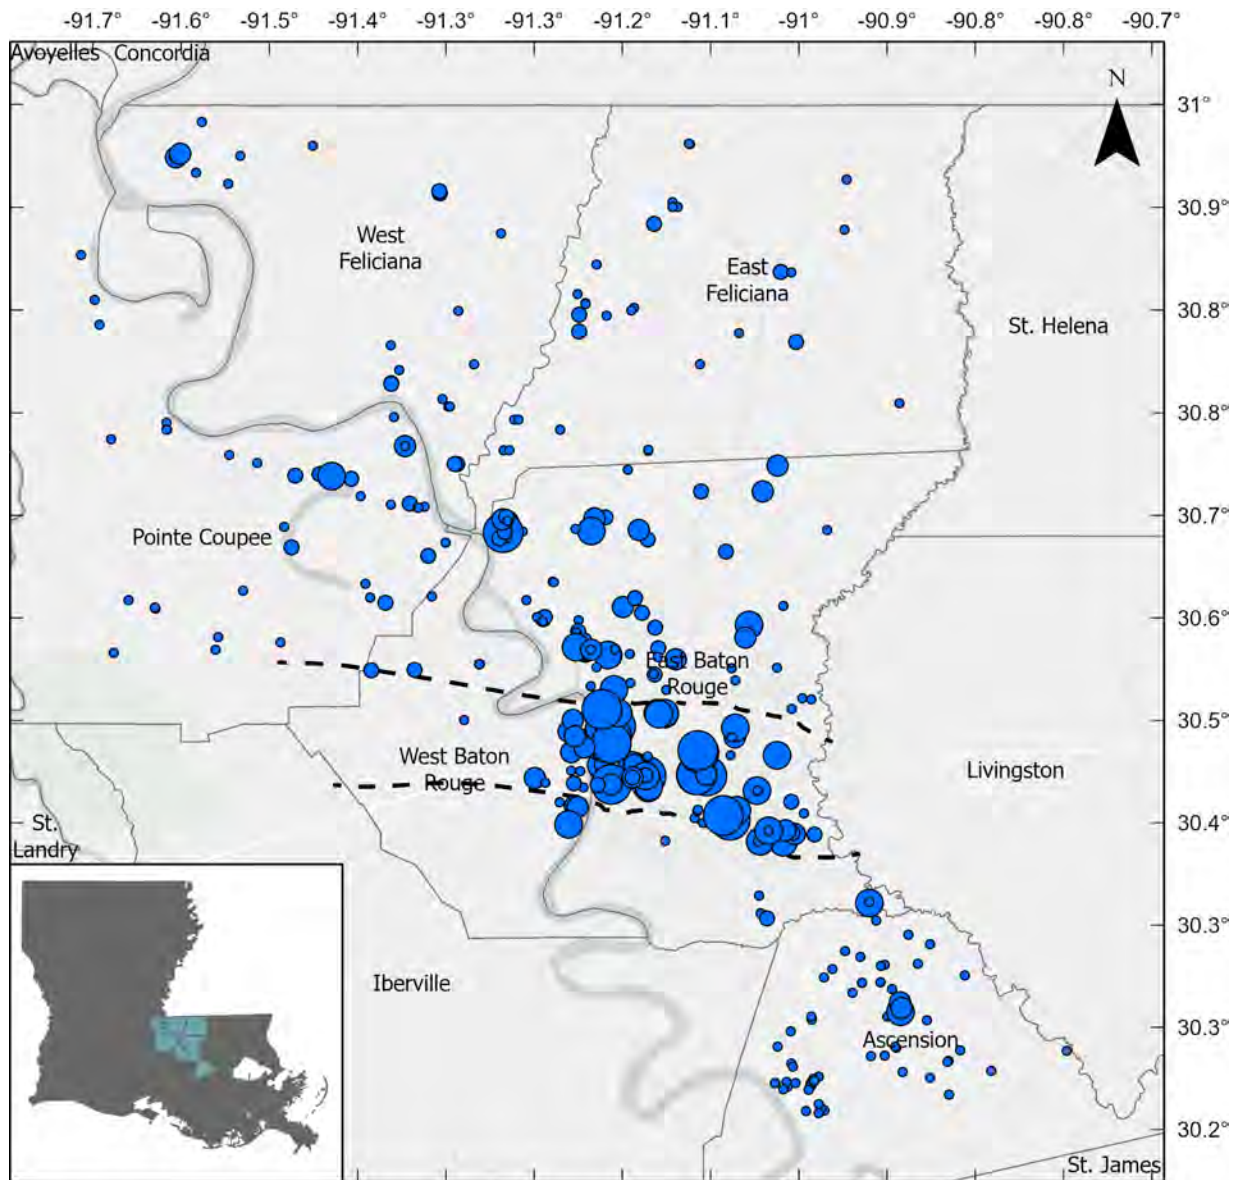 -91.7° -91.6° -91.5° -91.4° -91.3° -91.3° -91.2° -91.1° -91° -90.9° -90.8° -90.8° -90.7°
Avoyelles Concordia
N
31°
30.9°
West
Feliciana
East
Feliciana
30.8°
St. Helena
30.8°
30.7°
Pointe Coupee
30.6°
East Baton
Rouge
30.5°
West Baton
Rouge
Livingston
St.
Landry
30.4°
30.3°
Iberville
30.3°
Ascension
30.2°
St. James